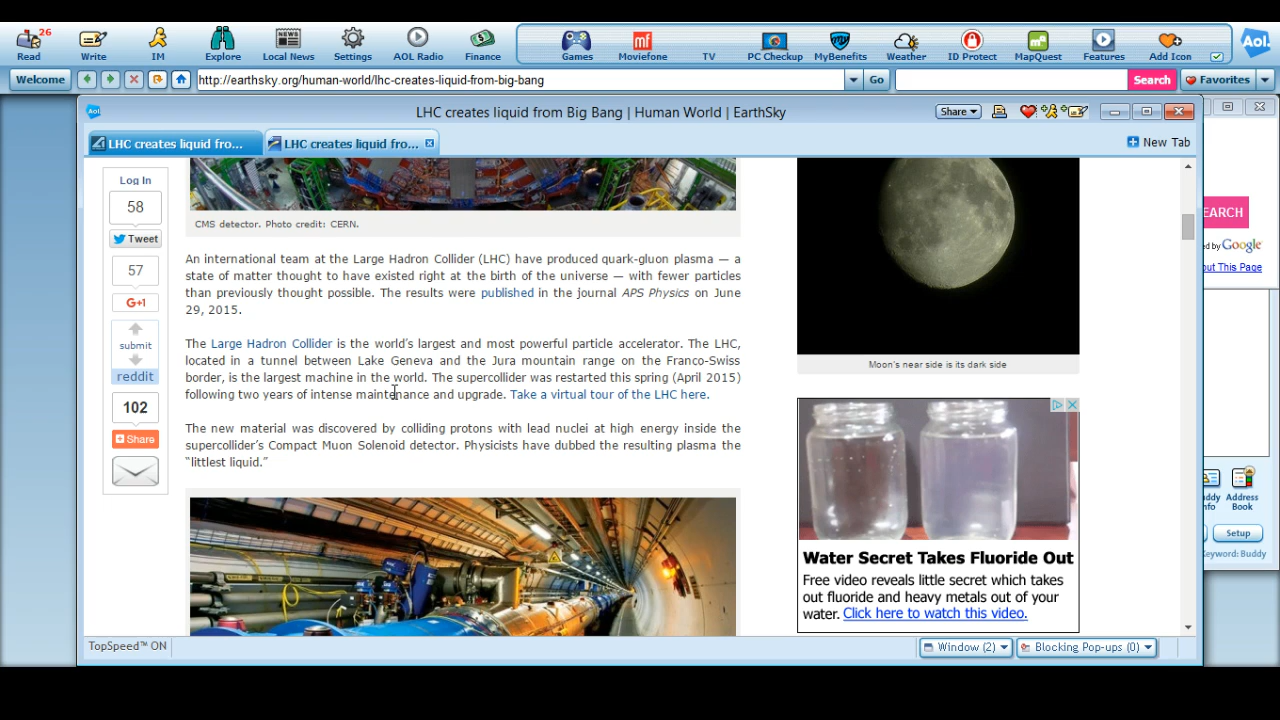 26
Read
Write
IM
Explore
Local News
Settings
AOL Radio
Finance
Games
mf
Moviefone
TV
PC Checkup
MyBenefits
Weather
ID Protect
MapQuest
Features
Add Icon
Aol.
Welcome
http://earthsky.org/human-world/lhc-creates-liquid-from-big-bang
Go
Search
Favorites
Aol.
LHC creates liquid from Big Bang | Human World | EarthSky
Share
LHC creates liquid fro...
LHC creates liquid fro...
New Tab
Log In
58
Tweet
57
G+1
submit
reddit
102
Share
CMS detector. Photo credit: CERN.
An international team at the Large Hadron Collider (LHC) have produced quark-gluon plasma — a
state of matter thought to have existed right at the birth of the universe — with fewer particles
than previously thought possible. The results were published in the journal APS Physics on June
29, 2015.
The Large Hadron Collider is the world's largest and most powerful particle accelerator. The LHC,
located in a tunnel between Lake Geneva and the Jura mountain range on the Franco-Swiss
border, is the largest machine in the world. The supercollider was restarted this spring (April 2015)
following two years of intense maintenance and upgrade. Take a virtual tour of the LHC here.
The new material was discovered by colliding protons with lead nuclei at high energy inside the
supercollider's Compact Muon Solenoid detector. Physicists have dubbed the resulting plasma the
“littlest liquid.”
Moon's near side is its dark side
Water Secret Takes Fluoride Out
Free video reveals little secret which takes
out fluoride and heavy metals out of your
water. Click here to watch this video.
EARCH
ed by Google
out This Page
uddy
nfo
Address
Book
Setup
Keyword: Buddy
TopSpeed™ ON
Window (2)
Blocking Pop-ups (0)